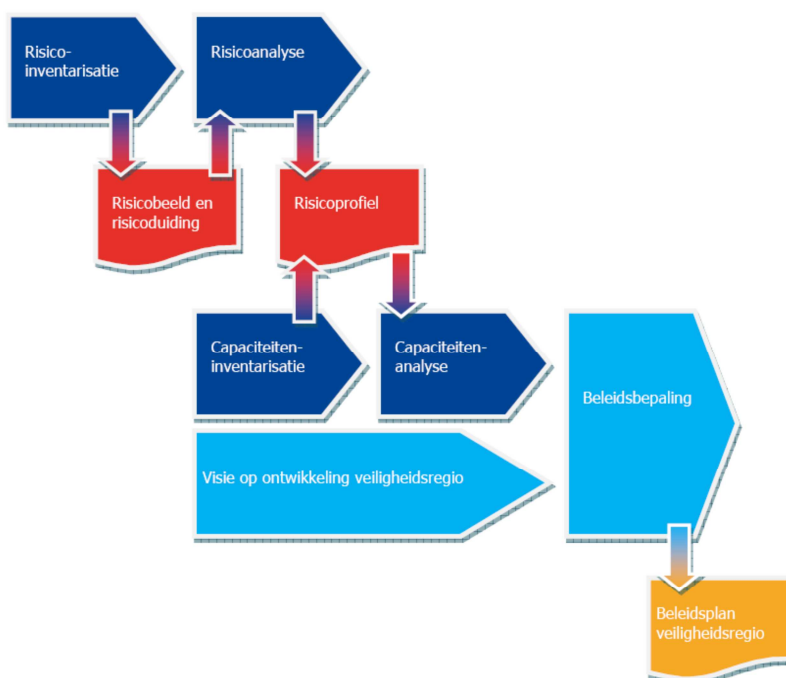 Risico-
inventarisatie
Risicoanalyse
Risicobeeld en
risicoduiding
Risicoprofiel
Capaciteiten-
inventarisatie
Capaciteiten-
analyse
Beleidsbepaling
Visie op ontwikkeling veiligheidsregio
Beleidsplan
veiligheidsregio